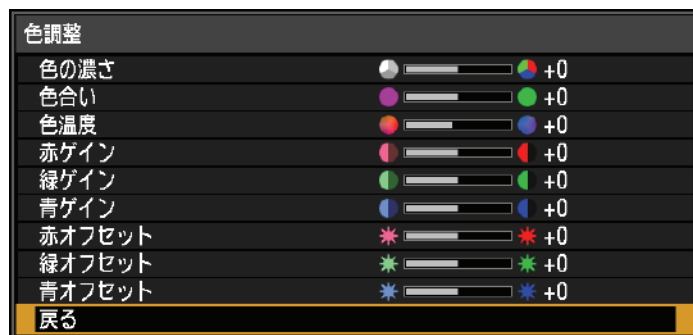 色調整
色の濃さ +0
色合い +0
色温度 +0
赤ゲイン +0
緑ゲイン +0
青ゲイン +0
赤オフセット +0
緑オフセット +0
青オフセット +0
戻る